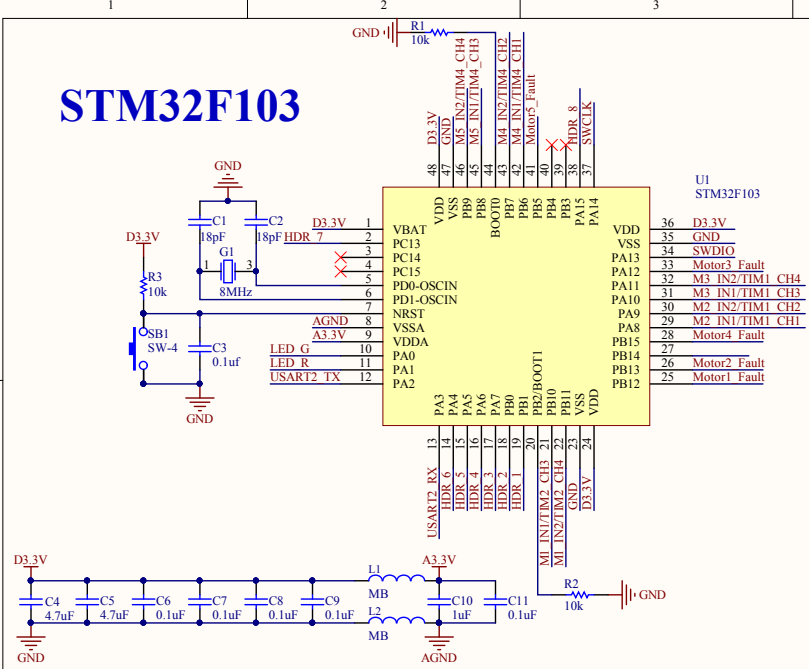 1
2
3
STM32F103
GND
R1
10k
D3.3V
GND
M5_IN2/TIM4_CH4
M5_IN1/TIM4_CH3
M4_IN2/TIM4_CH2
M4_IN1/TIM4_CH1
Motor5_Fault
HDR_8
SWCLK
48
47
46
45
44
43
42
41
40
39
38
37
VDD
VSS
PB9
PB8
BOOT0
PB7
PB6
PB5
PB4
PB3
PA15
PA14
U1
STM32F103
GND
C1
18pF
C2
18pF
G1
1
3
8MHz
D3.3V
R3
10k
SB1
SW-4
C3
0.1uf
GND
D3.3V 1 VBAT
HDR_7 2 PC13
3 PC14
4 PC15
5 PD0-OSCIN
6 PD1-OSCIN
7 NRST
AGND 8 VSSA
A3.3V 9 VDDA
LED_G 10 PA0
LED_R 11 PA1
USART2_TX 12 PA2
VDD 36 D3.3V
VSS 35 GND
PA13 34 SWDIO
PA12 33 Motor3_Fault
PA11 32 M3_IN2/TIM1_CH4
PA10 31 M3_IN1/TIM1_CH3
PA9 30 M2_IN2/TIM1_CH2
PA8 29 M2_IN1/TIM1_CH1
PB15 28 Motor4_Fault
PB14 27
PB13 26 Motor2_Fault
PB12 25 Motor1_Fault
PA3
PA4
PA5
PA6
PA7
PB0
PB1
PB2/BOOT1
PB10
PB11
VSS
VDD
13
14
15
16
17
18
19
20
21
22
23
24
USART2_RX
HDR_6
HDR_5
HDR_4
HDR_3
HDR_2
HDR_1
M1_IN1/TIM2_CH3
M1_IN2/TIM2_CH4
GND
D3.3V
R2
10k
GND
D3.3V
C4
4.7uF
C5
4.7uF
C6
0.1uF
C7
0.1uF
C8
0.1uF
C9
0.1uF
L1
MB
L2
MB
A3.3V
C10
1uF
C11
0.1uF
GND
AGND